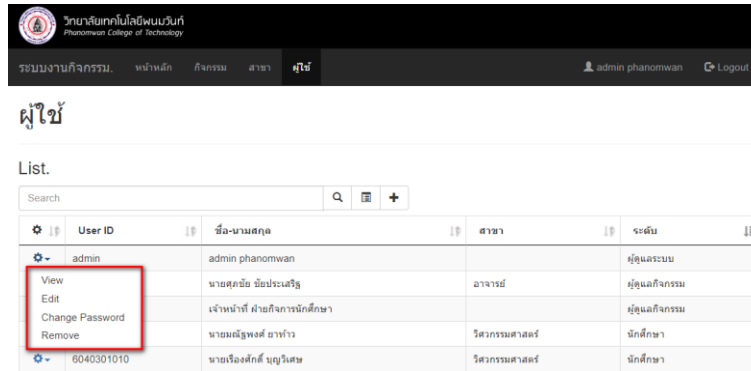 วิทยาลัยเทคโนโลยีพนมวันท์
Phanomwan College of Technology
ระบบงานกิจกรรม. หน้าหลัก กิจกรรม สาขา ผู้ใช้ admin phanomwan Logout
ผู้ใช้
List.
Search
User ID ชื่อ-นามสกุล สาขา ระดับ
admin admin phanomwan ผู้ดูแลระบบ
View
นายศุภชัย ชัยประเสริฐ อาจารย์ ผู้ดูแลกิจกรรม
Edit
เจ้าหน้าที่ ฝ่ายกิจการนักศึกษา ผู้ดูแลกิจกรรม
Change Password
Remove
นายมณัฐพงศ์ ยาท้าว วิศวกรรมศาสตร์ นักศึกษา
6040301010 นายเรืองศักดิ์ บุญวิเศษ วิศวกรรมศาสตร์ นักศึกษา